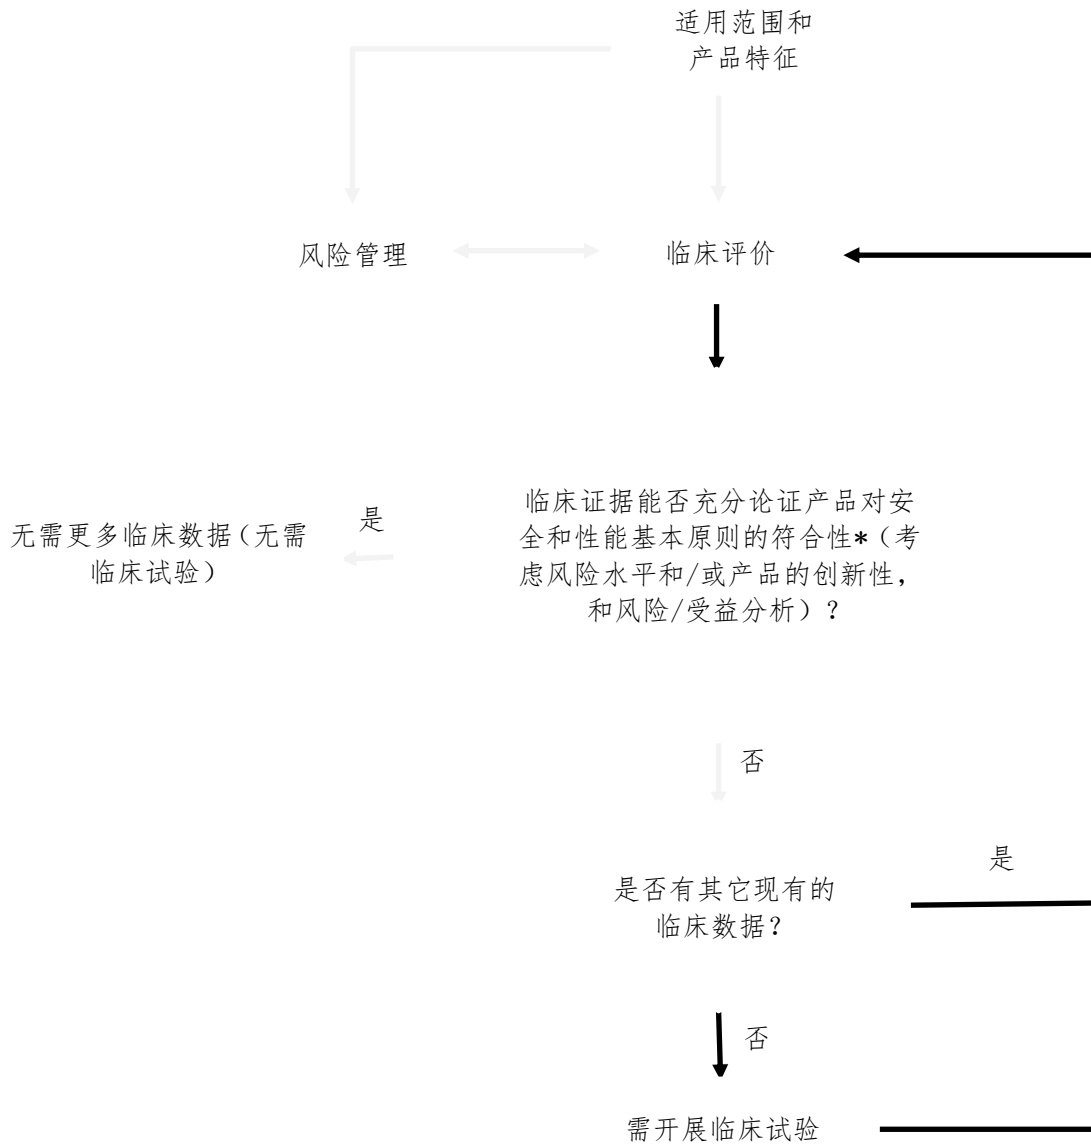 适用范围和
产品特征
风险管理
临床评价
临床证据能否充分论证产品对安
全和性能基本原则的符合性*（考
虑风险水平和/或产品的创新性，
和风险/受益分析）？
是
无需更多临床数据（无需
临床试验）
否
是否有其它现有的
临床数据？
是
否
需开展临床试验